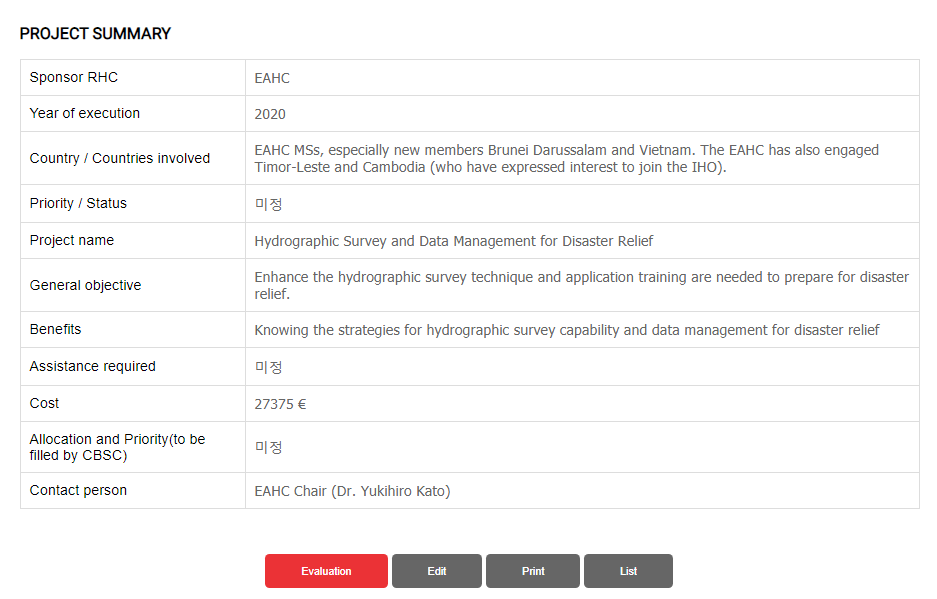 PROJECT SUMMARY
Sponsor RHC
EAHC
Year of execution
2020
Country / Countries involved
EAHC MSs, especially new members Brunei Darussalam and Vietnam. The EAHC has also engaged
Timor-Leste and Cambodia (who have expressed interest to join the IHO).
Priority / Status
미정
Project name
Hydrographic Survey and Data Management for Disaster Relief
General objective
Enhance the hydrographic survey technique and application training are needed to prepare for disaster
relief.
Benefits
Knowing the strategies for hydrographic survey capability and data management for disaster relief
Assistance required
미정
Cost
27375 €
Allocation and Priority(to be
filled by CBSC)
미정
Contact person
EAHC Chair (Dr. Yukihiro Kato)
Evaluation
Edit
Print
List